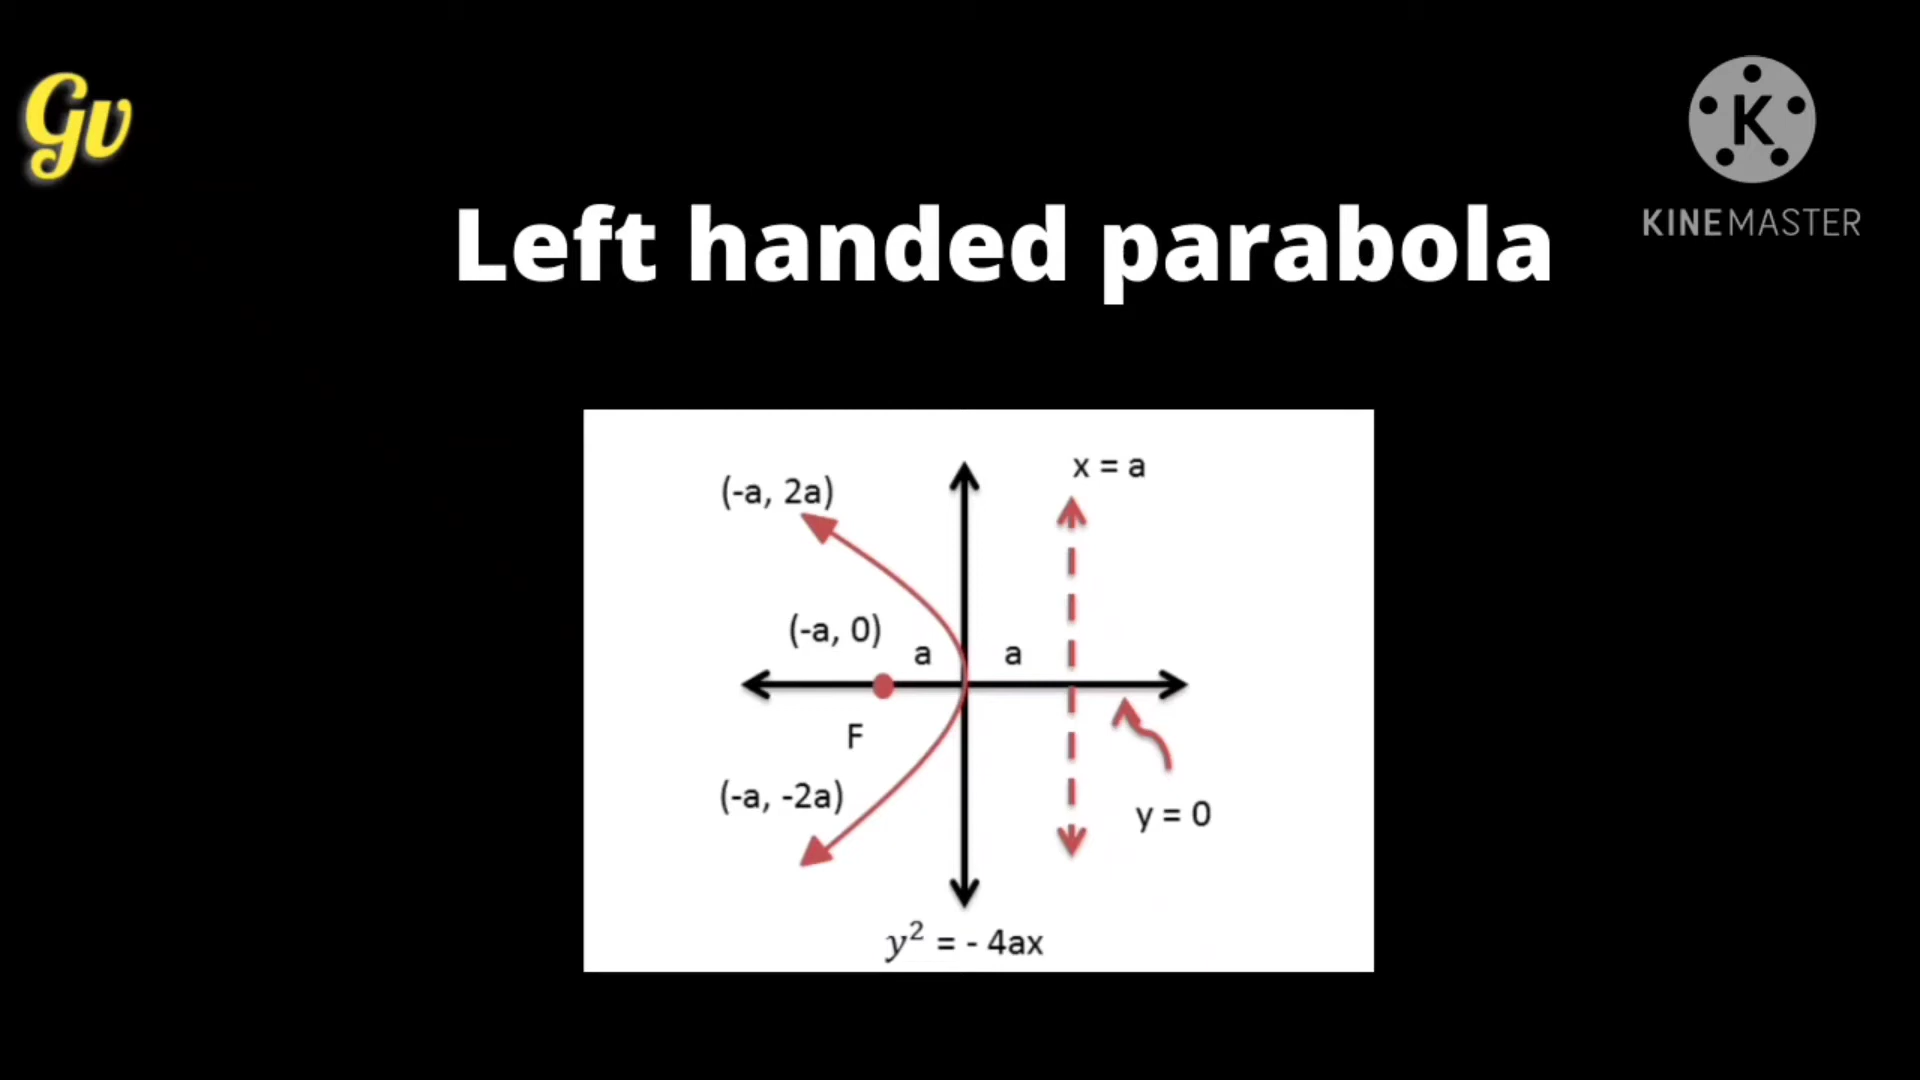 Gv
K
KINEMASTER
Left handed parabola
x = a
(-a, 2a)
(-a, 0)
a
a
F
(-a, -2a)
y = 0
y² = - 4ax